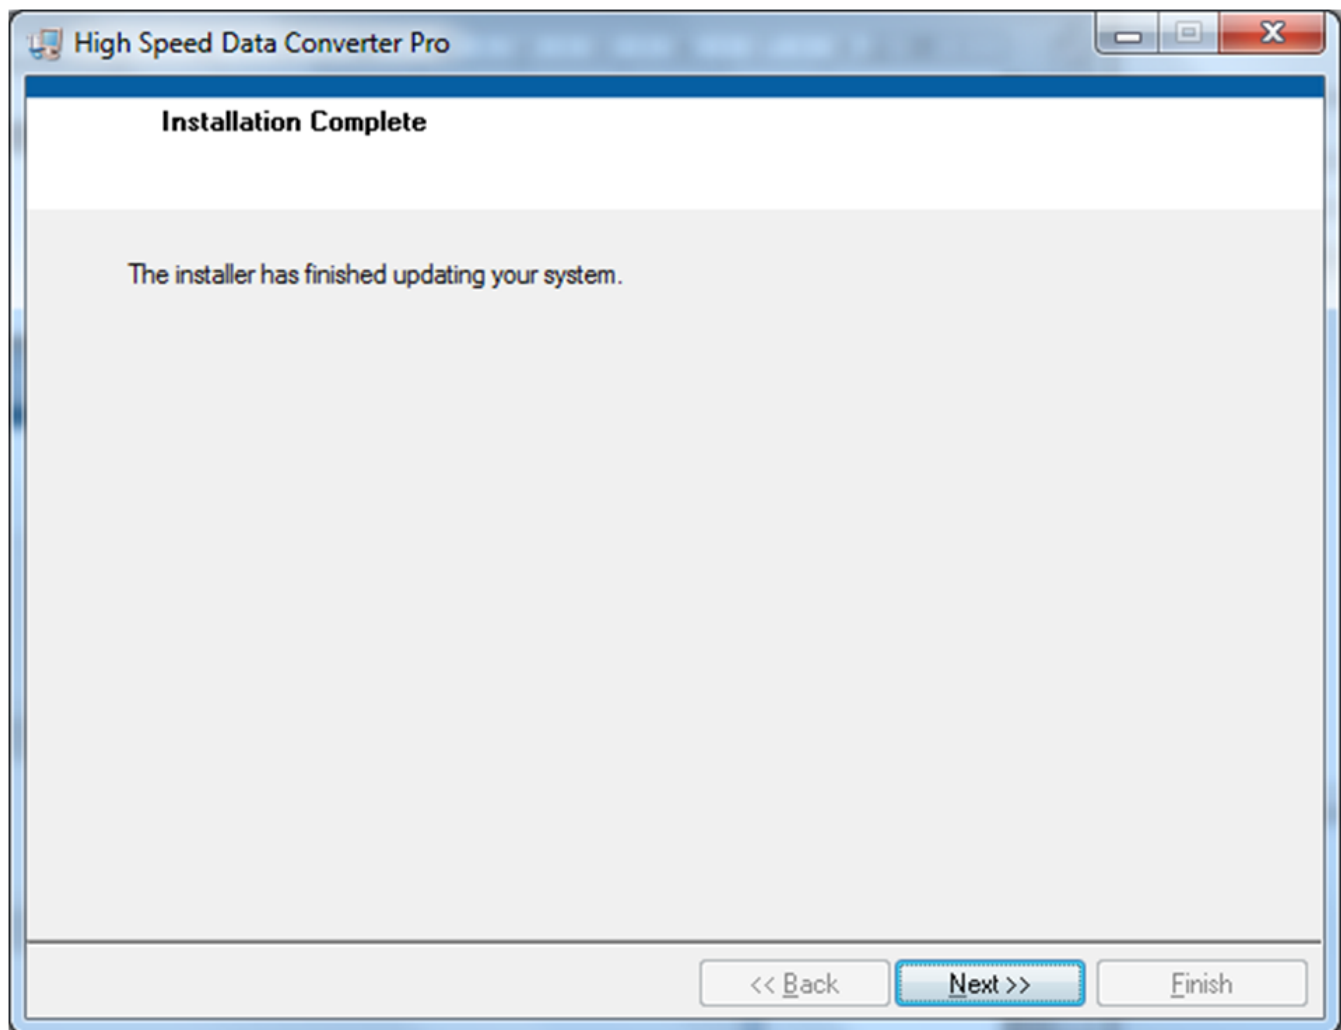 High Speed Data Converter Pro
Installation Complete
The installer has finished updating your system.
<< Back
Next >>
Finish